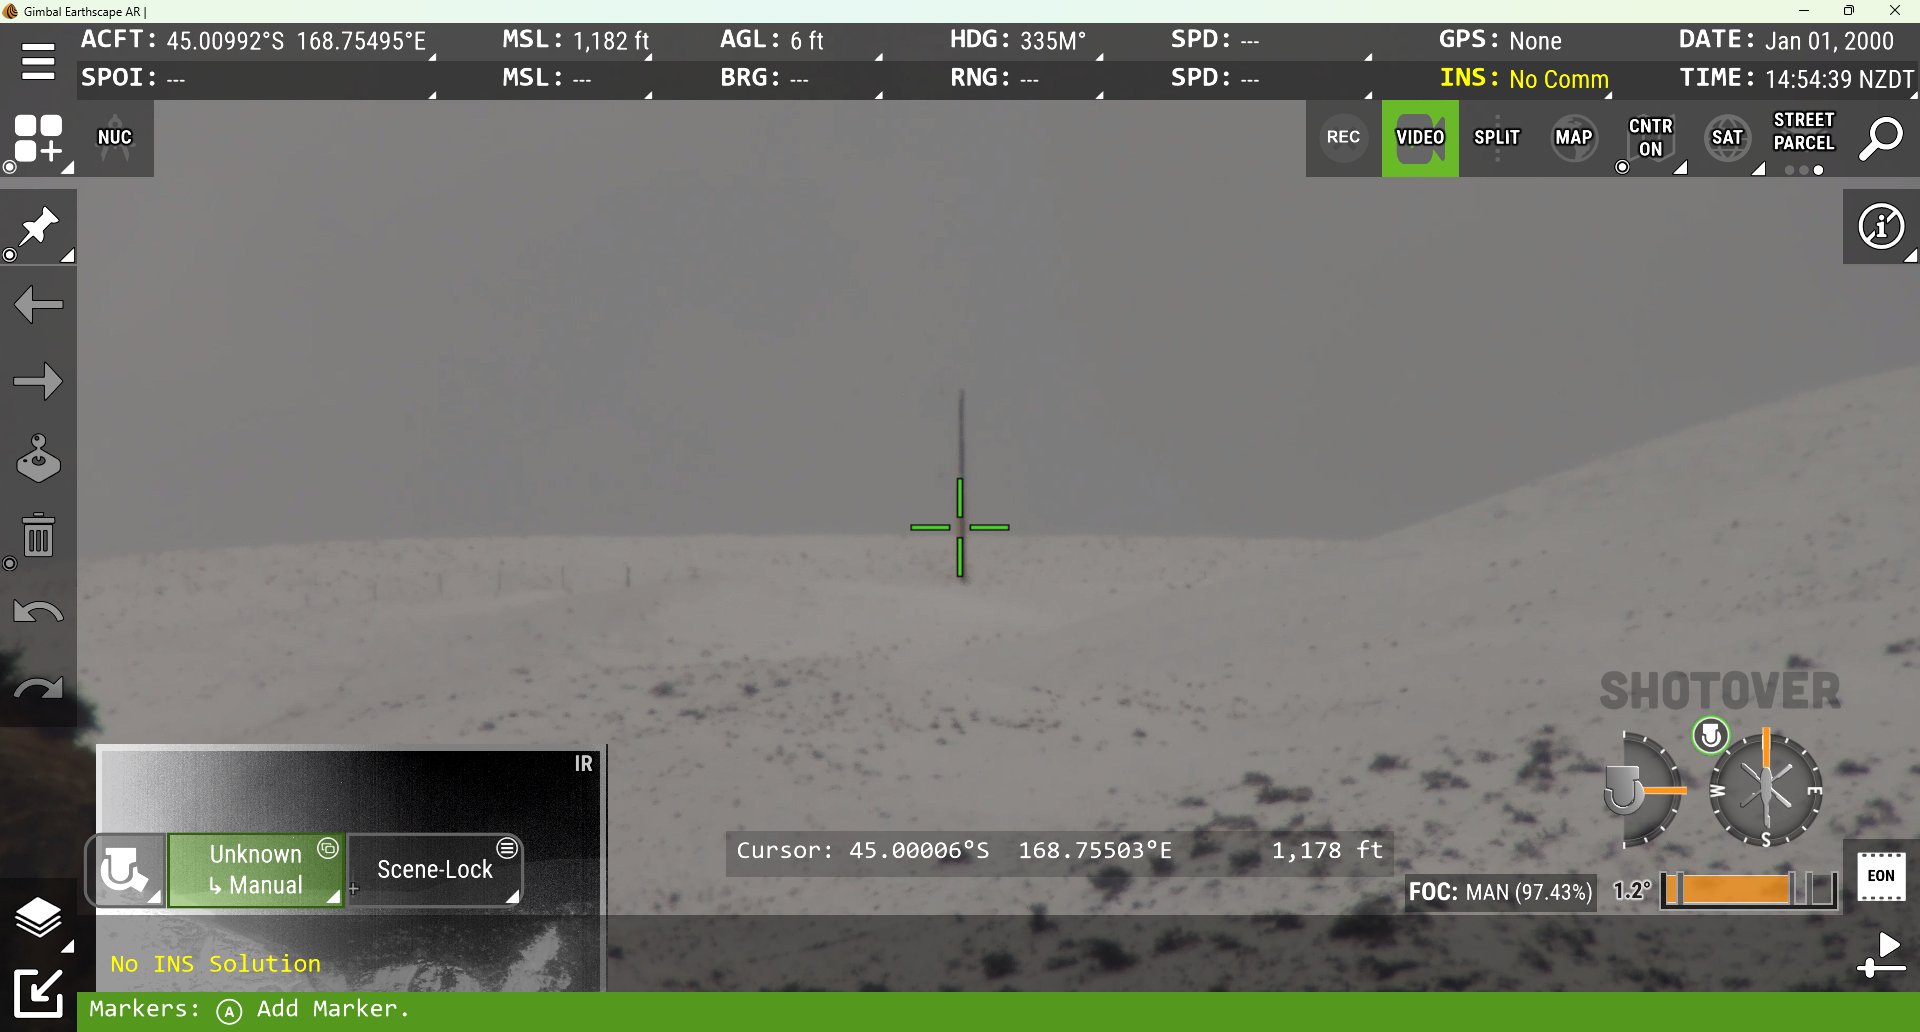 Gimbal Earthscape AR |
ACFT: 45.00992°S 168.75495°E MSL: 1,182 ft AGL: 6 ft HDG: 335M° SPD: --- GPS: None DATE: Jan 01, 2000
SPOI: --- MSL: --- BRG: --- RNG: --- SPD: --- INS: No Comm TIME: 14:54:39 NZDT
NUC
REC
VIDEO
SPLIT
MAP
CNTR
ON
SAT
STREET
PARCEL
SHOTOVER
W
E
S
IR
Unknown
↳ Manual
Scene-Lock
Cursor: 45.00006°S 168.75503°E 1,178 ft
FOC: MAN (97.43%)
1.2°
EON
No INS Solution
Markers: A Add Marker.